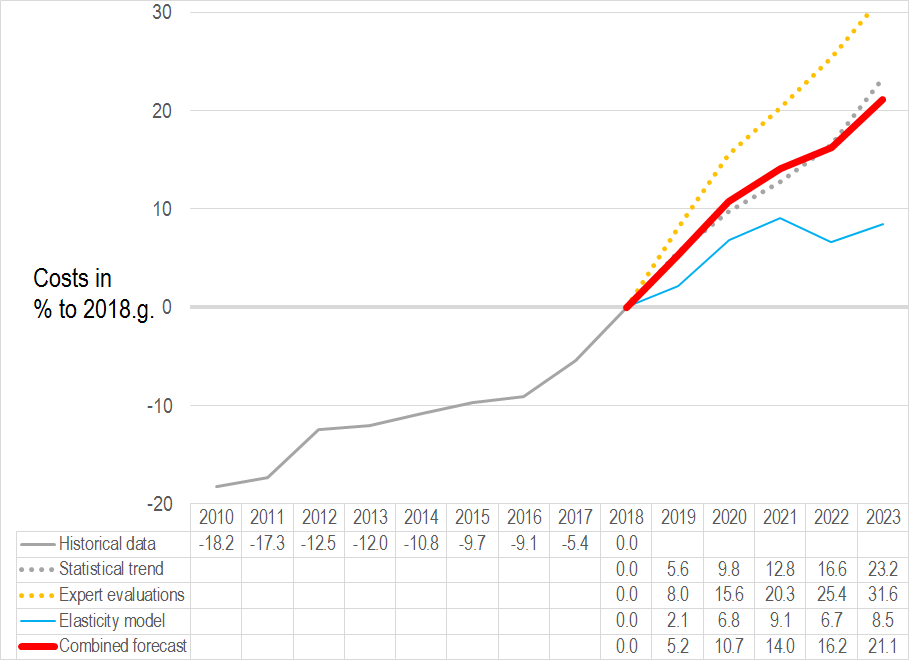 30
20
10
Costs in
% to 2018.g. 0
-10
-20
2010 2011 2012 2013 2014 2015 2016 2017 2018 2019 2020 2021 2022 2023
Historical data -18.2 -17.3 -12.5 -12.0 -10.8 -9.7 -9.1 -5.4 0.0
Statistical trend 0.0 5.6 9.8 12.8 16.6 23.2
Expert evaluations 0.0 8.0 15.6 20.3 25.4 31.6
Elasticity model 0.0 2.1 6.8 9.1 6.7 8.5
Combined forecast 0.0 5.2 10.7 14.0 16.2 21.1